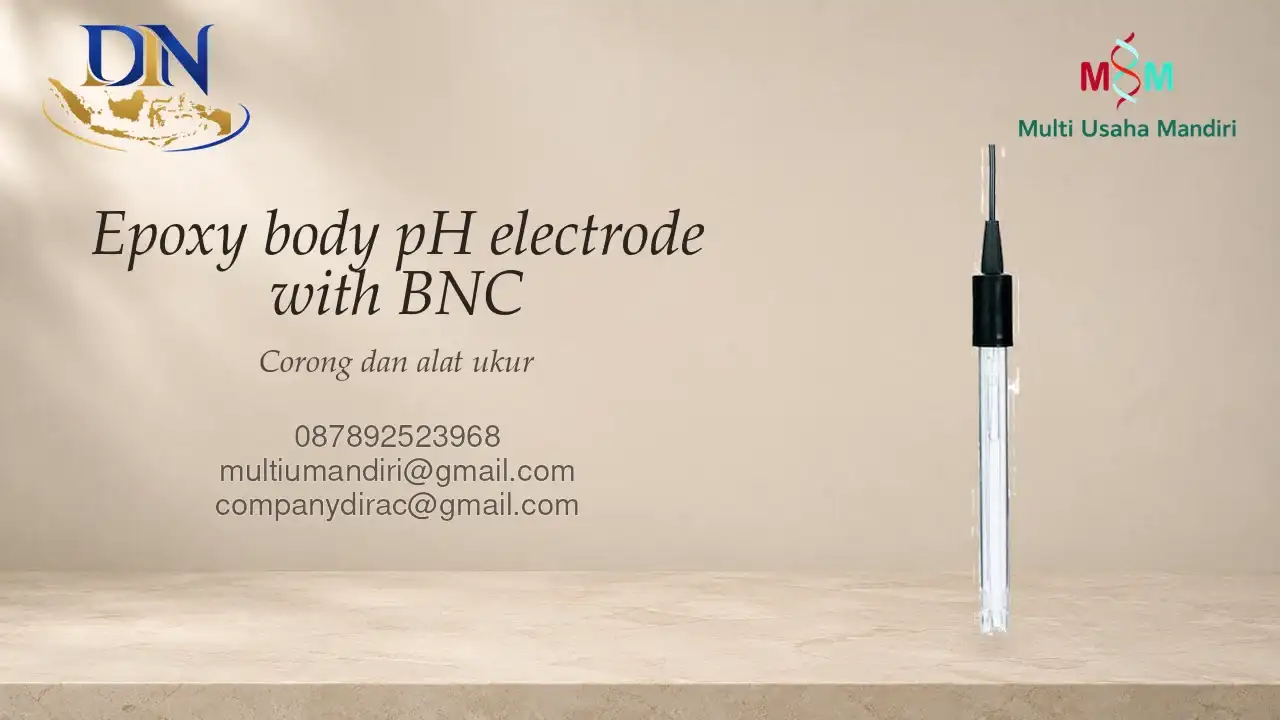 DN
MSM
Multi Usaha Mandiri
Epoxy body pH electrode
with BNC
Corong dan alat ukur
087892523968
multiumandiri@gmail.com
companydirac@gmail.com